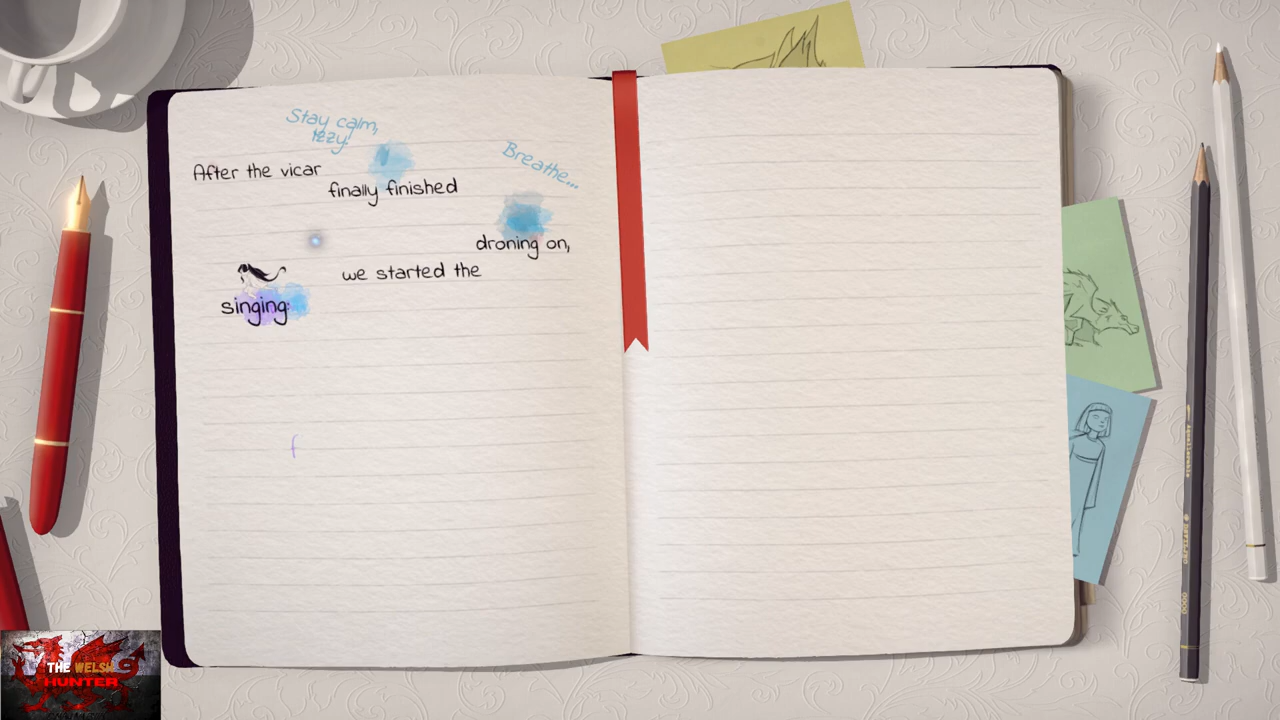 Stay calm,
Izzy.
Breathe...
After the vicar
finally finished
droning on,
we started the
singing:
f
THE WELSH
HUNTER